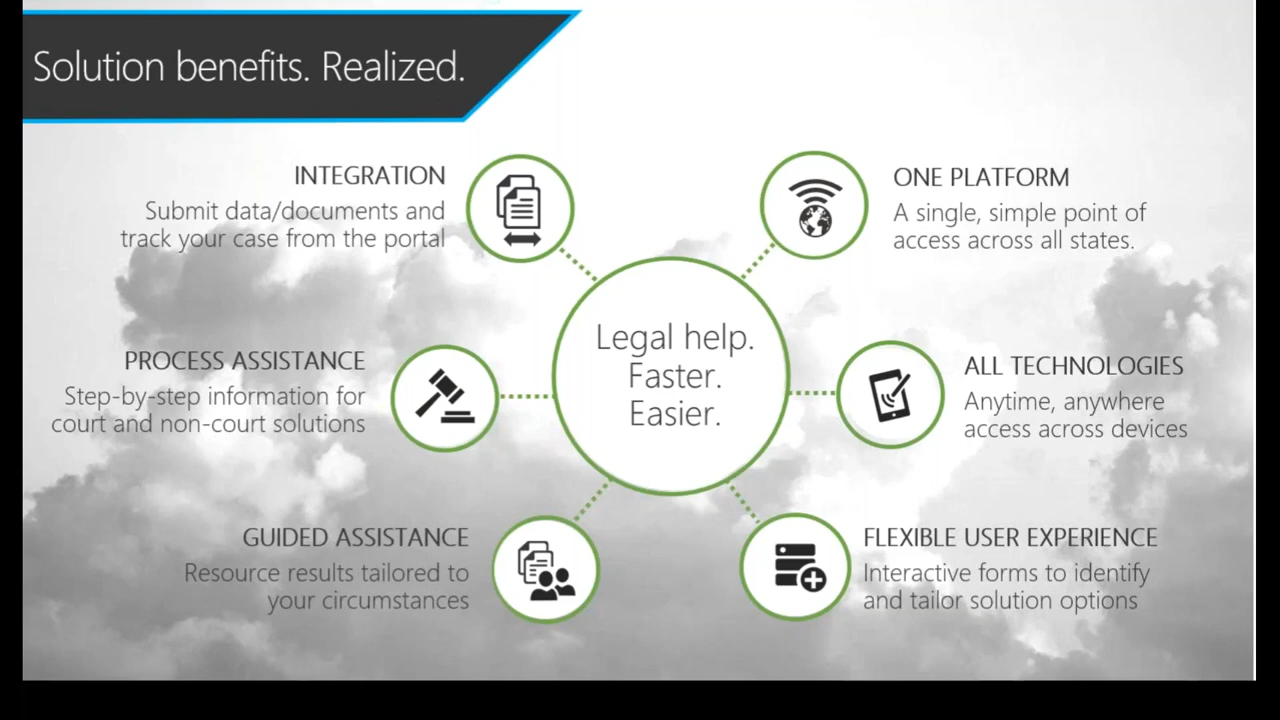 Solution benefits. Realized.
INTEGRATION
Submit data/documents and
track your case from the portal
ONE PLATFORM
A single, simple point of
access across all states.
Legal help.
Faster.
Easier.
PROCESS ASSISTANCE
Step-by-step information for
court and non-court solutions
ALL TECHNOLOGIES
Anytime, anywhere
access across devices
GUIDED ASSISTANCE
Resource results tailored to
your circumstances
FLEXIBLE USER EXPERIENCE
Interactive forms to identify
and tailor solution options